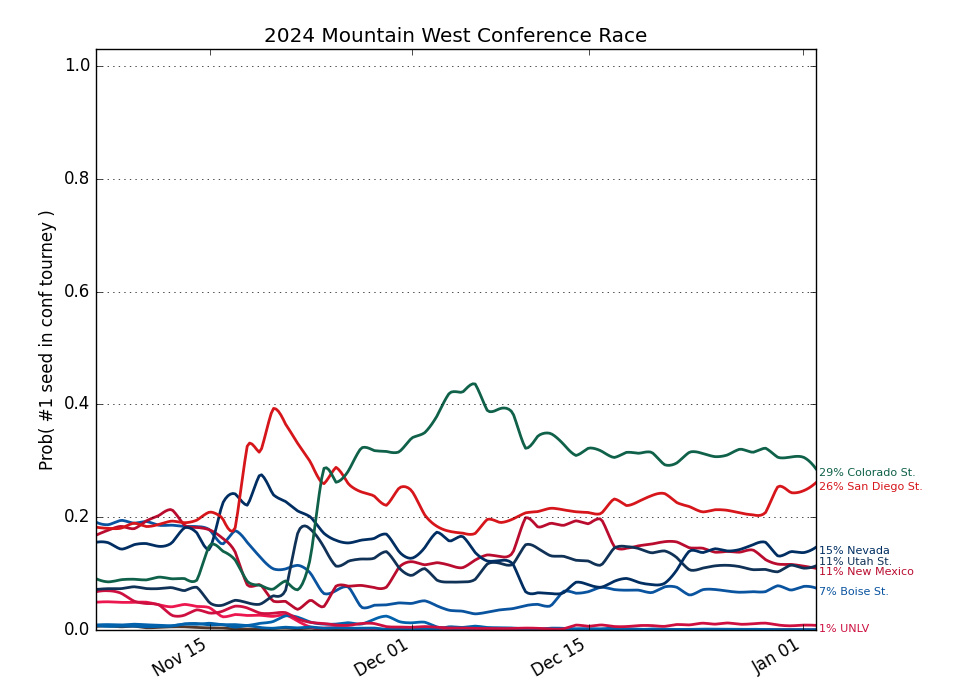 2024 Mountain West Conference Race
Prob( #1 seed in conf tourney )
1.0
0.8
0.6
0.4
0.2
0.0
Nov 15
Dec 01
Dec 15
Jan 01
29% Colorado St.
26% San Diego St.
15% Nevada
11% Utah St.
11% New Mexico
7% Boise St.
1% UNLV